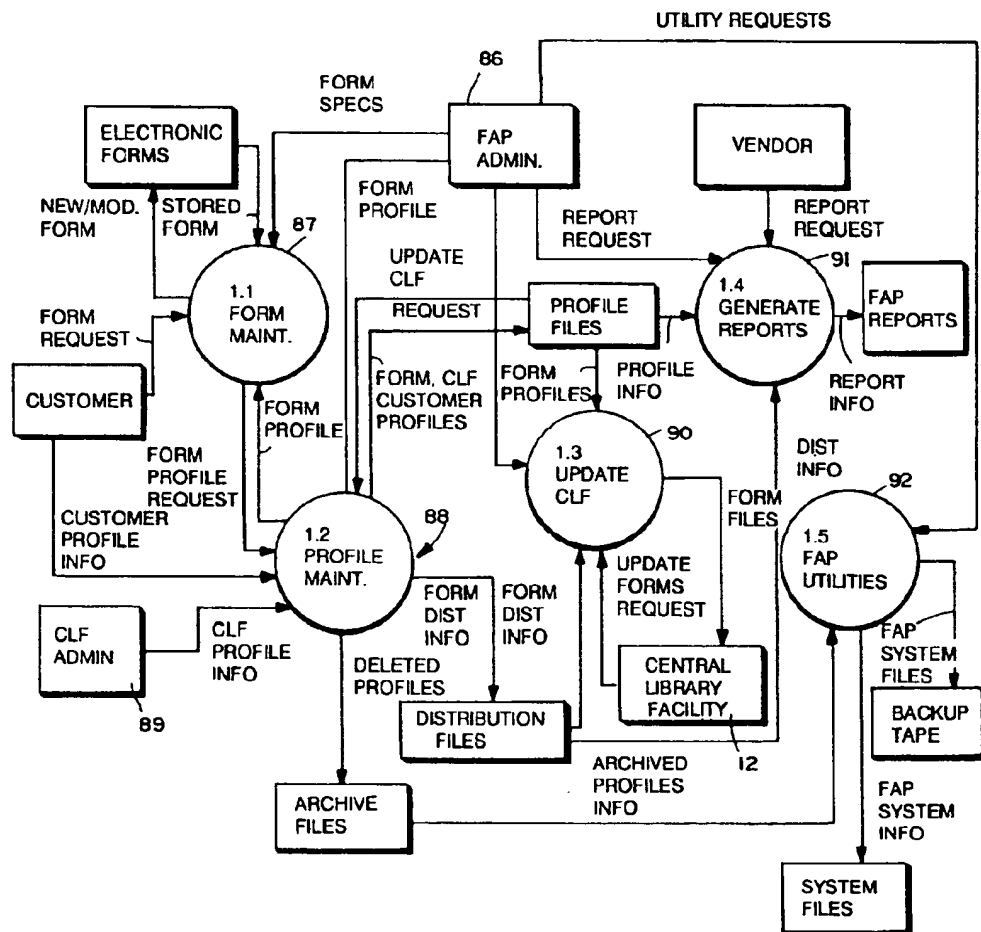 UTILITY REQUESTS
86
FORM
SPECS
ELECTRONIC
FORMS
FAP
ADMIN.
VENDOR
NEW/MOD.
FORM
STORED
FORM
87
FORM
PROFILE
REPORT
REQUEST
REPORT
REQUEST
91
UPDATE
CLF
REQUEST
1.1
FORM
MAINT.
PROFILE
FILES
1.4
GENERATE
REPORTS
FAP
REPORTS
FORM
REQUEST
CUSTOMER
FORM
PROFILE
FORM, CLF
CUSTOMER
PROFILES
FORM
PROFILES
PROFILE
INFO
REPORT
INFO
90
FORM
PROFILE
REQUEST
1.3
UPDATE
CLF
DIST
INFO
92
CUSTOMER
PROFILE
INFO
88
FORM
FILES
1.2
PROFILE
MAINT.
1.5
FAP
UTILITIES
UPDATE
FORMS
REQUEST
FORM
DIST
INFO
FORM
DIST
INFO
CLF
ADMIN
CLF
PROFILE
INFO
89
DELETED
PROFILES
CENTRAL
LIBRARY
FACILITY
12
FAP
SYSTEM
FILES
DISTRIBUTION
FILES
BACKUP
TAPE
ARCHIVED
PROFILES
INFO
ARCHIVE
FILES
FAP
SYSTEM
INFO
SYSTEM
FILES